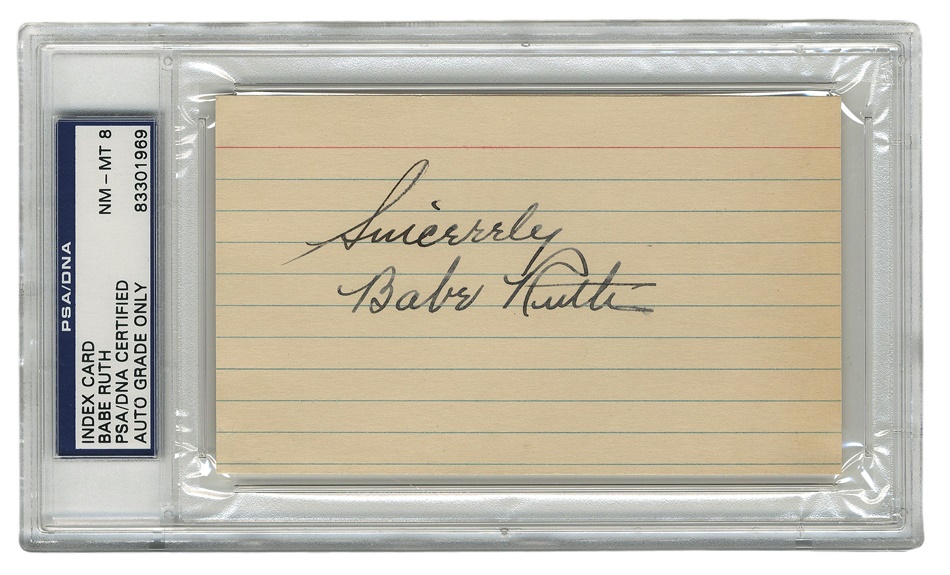 PSA/DNA
INDEX CARD
BABE RUTH
PSA/DNA CERTIFIED
AUTO GRADE ONLY
NM-MT 8
83301969
Sincerely
Babe Ruth